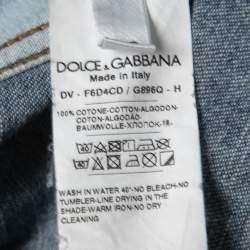 DOLCE & GABBANA
Made in Italy
DV - F6D4CD / G896Q - H
100% COTONE-COTTON-ALGODON-
COTON-ALGODÃO-
BAUMWOLLE-ХЛОПОК-
WASH IN WATER 40°-NO BLEACH-NO
TUMBLER-LINE DRYING IN THE
SHADE-WARM IRON-NO DRY
CLEANING